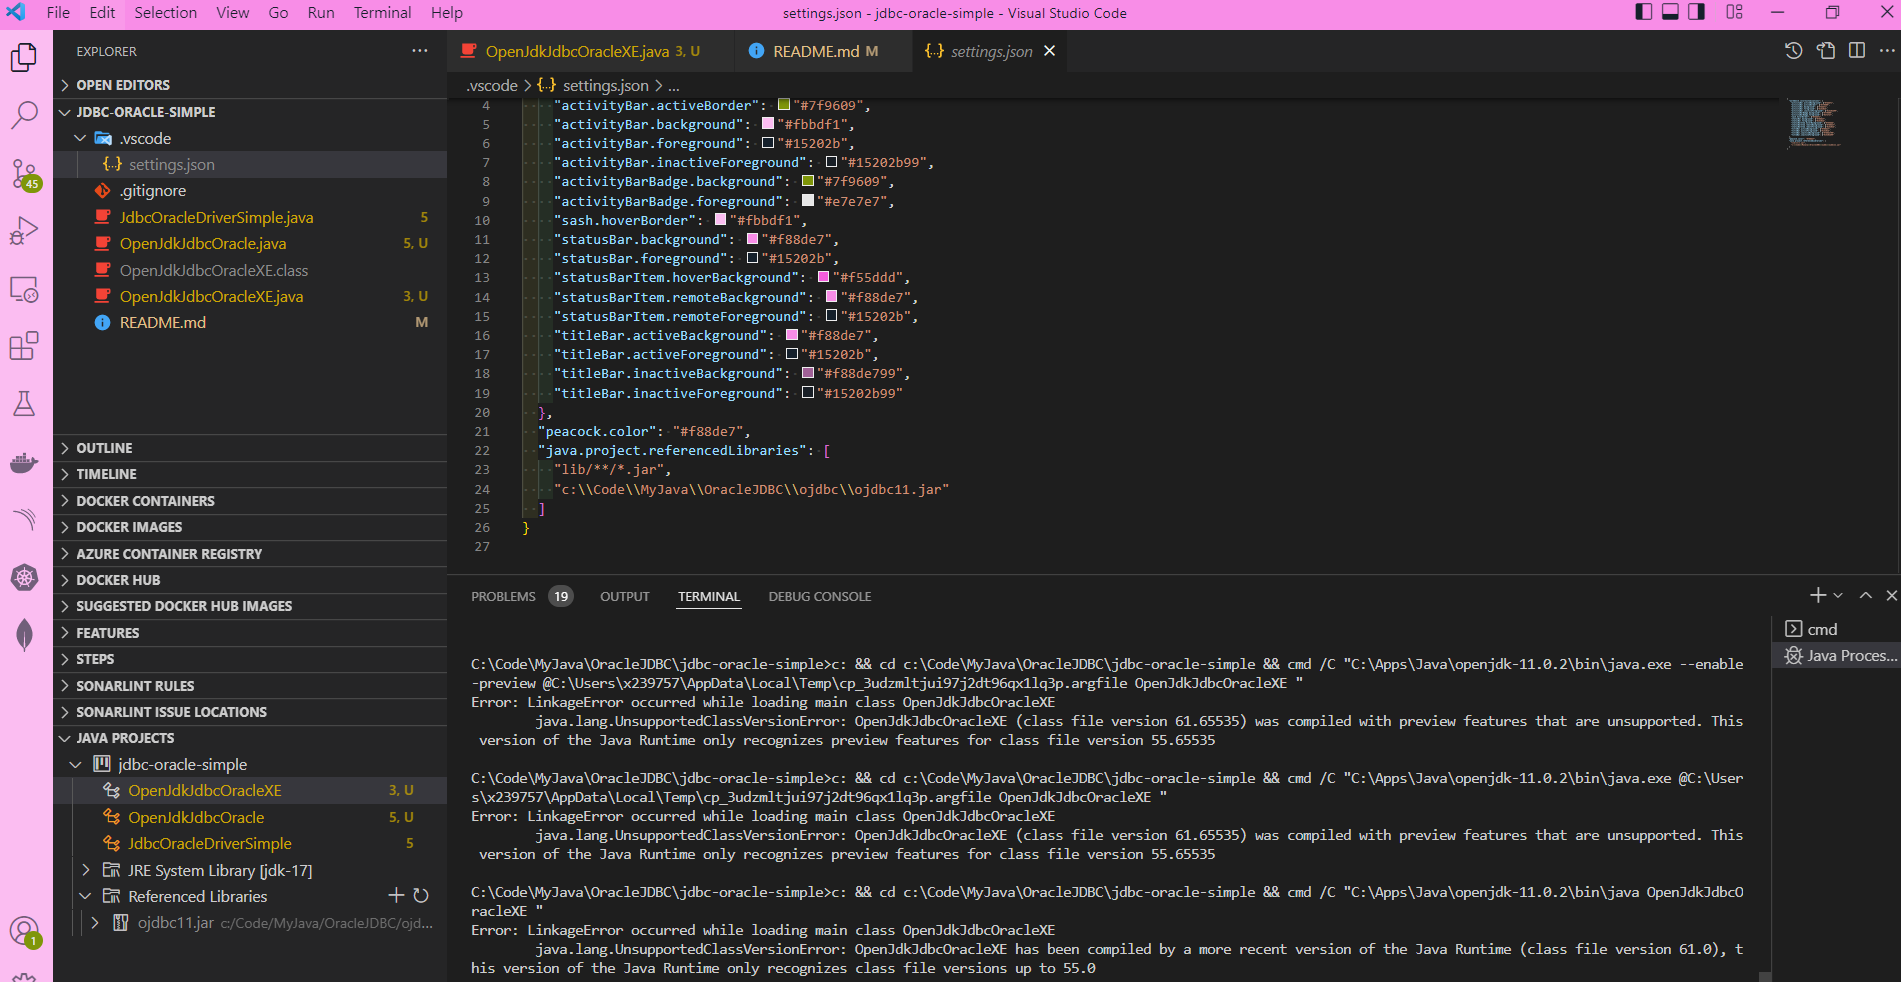 File Edit Selection View Go Run Terminal Help
settings.json - jdbc-oracle-simple - Visual Studio Code
EXPLORER
OPEN EDITORS
JDBC-ORACLE-SIMPLE
.vscode
{..} settings.json
.gitignore
JdbcOracleDriverSimple.java 5
OpenJdkJdbcOracle.java 5, U
OpenJdkJdbcOracleXE.class
OpenJdkJdbcOracleXE.java 3, U
README.md M
45
OUTLINE
TIMELINE
DOCKER CONTAINERS
DOCKER IMAGES
AZURE CONTAINER REGISTRY
DOCKER HUB
SUGGESTED DOCKER HUB IMAGES
FEATURES
STEPS
SONARLINT RULES
SONARLINT ISSUE LOCATIONS
JAVA PROJECTS
jdbc-oracle-simple
OpenJdkJdbcOracleXE 3, U
OpenJdkJdbcOracle 5, U
JdbcOracleDriverSimple 5
JRE System Library [jdk-17]
Referenced Libraries
ojdbc11.jar c:/Code/MyJava/OracleJDBC/ojd...
1
OpenJdkJdbcOracleXE.java 3, U
README.md M
{..} settings.json
.vscode > {..} settings.json > ...
4 "activityBar.activeBorder": "#7f9609",
5 "activityBar.background": "#fbbdf1",
6 "activityBar.foreground": "#15202b",
7 "activityBar.inactiveForeground": "#15202b99",
8 "activityBarBadge.background": "#7f9609",
9 "activityBarBadge.foreground": "#e7e7e7",
10 "sash.hoverBorder": "#fbbdf1",
11 "statusBar.background": "#f88de7",
12 "statusBar.foreground": "#15202b",
13 "statusBarItem.hoverBackground": "#f55ddd",
14 "statusBarItem.remoteBackground": "#f88de7",
15 "statusBarItem.remoteForeground": "#15202b",
16 "titleBar.activeBackground": "#f88de7",
17 "titleBar.activeForeground": "#15202b",
18 "titleBar.inactiveBackground": "#f88de799",
19 "titleBar.inactiveForeground": "#15202b99"
20 },
21 "peacock.color": "#f88de7",
22 "java.project.referencedLibraries": [
23 "lib/**/*.jar",
24 "c:\\Code\\MyJava\\OracleJDBC\\ojdbc\\ojdbc11.jar"
25 ]
26 }
27
PROBLEMS 19 OUTPUT TERMINAL DEBUG CONSOLE
cmd
Java Proces...
C:\Code\MyJava\OracleJDBC\jdbc-oracle-simple>c: && cd c:\Code\MyJava\OracleJDBC\jdbc-oracle-simple && cmd /C "C:\Apps\Java\openjdk-11.0.2\bin\java.exe --enable
-preview @C:\Users\x239757\AppData\Local\Temp\cp_3udzmltjui97j2dt96qx1lq3p.argfile OpenJdkJdbcOracleXE "
Error: LinkageError occurred while loading main class OpenJdkJdbcOracleXE
java.lang.UnsupportedClassVersionError: OpenJdkJdbcOracleXE (class file version 61.65535) was compiled with preview features that are unsupported. This
version of the Java Runtime only recognizes preview features for class file version 55.65535
C:\Code\MyJava\OracleJDBC\jdbc-oracle-simple>c: && cd c:\Code\MyJava\OracleJDBC\jdbc-oracle-simple && cmd /C "C:\Apps\Java\openjdk-11.0.2\bin\java.exe @C:\User
s\x239757\AppData\Local\Temp\cp_3udzmltjui97j2dt96qx1lq3p.argfile OpenJdkJdbcOracleXE "
Error: LinkageError occurred while loading main class OpenJdkJdbcOracleXE
java.lang.UnsupportedClassVersionError: OpenJdkJdbcOracleXE (class file version 61.65535) was compiled with preview features that are unsupported. This
version of the Java Runtime only recognizes preview features for class file version 55.65535
C:\Code\MyJava\OracleJDBC\jdbc-oracle-simple>c: && cd c:\Code\MyJava\OracleJDBC\jdbc-oracle-simple && cmd /C "C:\Apps\Java\openjdk-11.0.2\bin\java OpenJdkJdbcO
racleXE "
Error: LinkageError occurred while loading main class OpenJdkJdbcOracleXE
java.lang.UnsupportedClassVersionError: OpenJdkJdbcOracleXE has been compiled by a more recent version of the Java Runtime (class file version 61.0), t
his version of the Java Runtime only recognizes class file versions up to 55.0